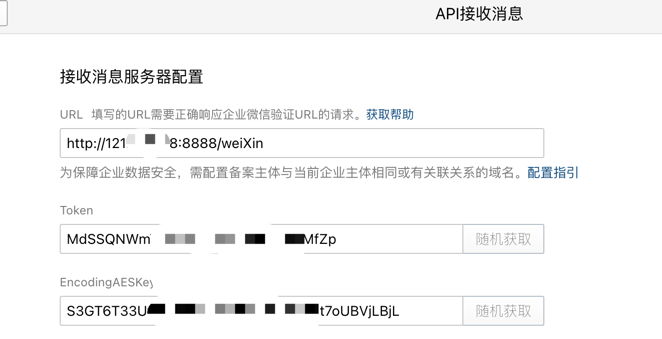 API接收消息
接收消息服务器配置
URL 填写的URL需要正确响应企业微信验证URL的请求。获取帮助
http://121 8:8888/weiXin
为保障企业数据安全，需配置备案主体与当前企业主体相同或有关联关系的域名。配置指引
Token
MdSSQNWm MfZp 随机获取
EncodingAESKey
S3GT6T33U t7oUBVjLBjL 随机获取